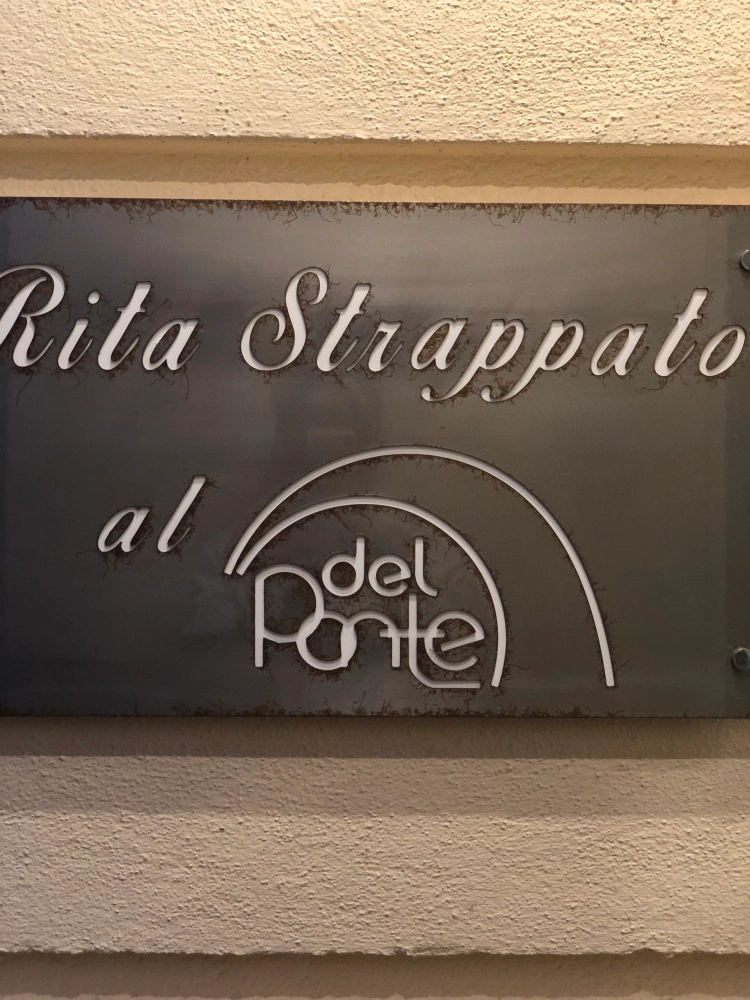 Rita Strappato
al
del
Ponte